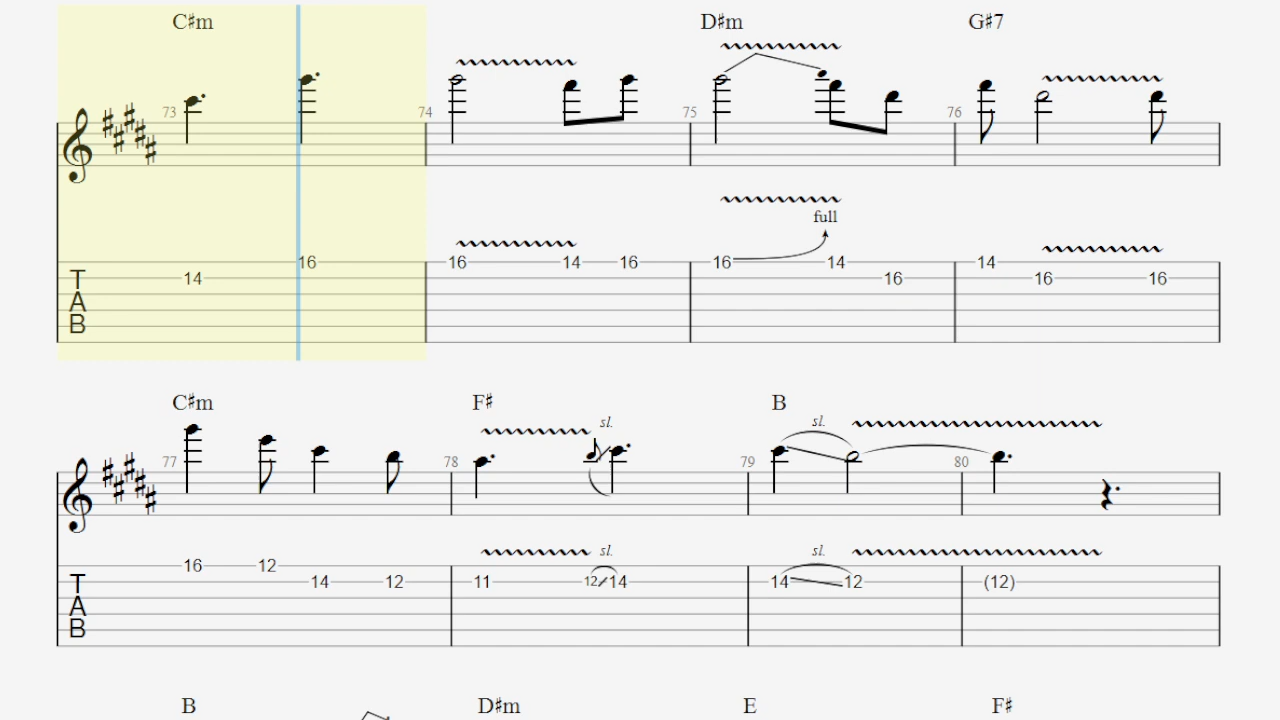 C♯m D♯m G♯7
73 74 75 76
full
16 16 14 16 16 14 14
14 16 16 16
T
A
B
C♯m F♯ B
sl. sl.
77 78 79 80
sl. sl.
16 12
14 12 11 12 14 14 12 (12)
T
A
B
B D♯m E F♯